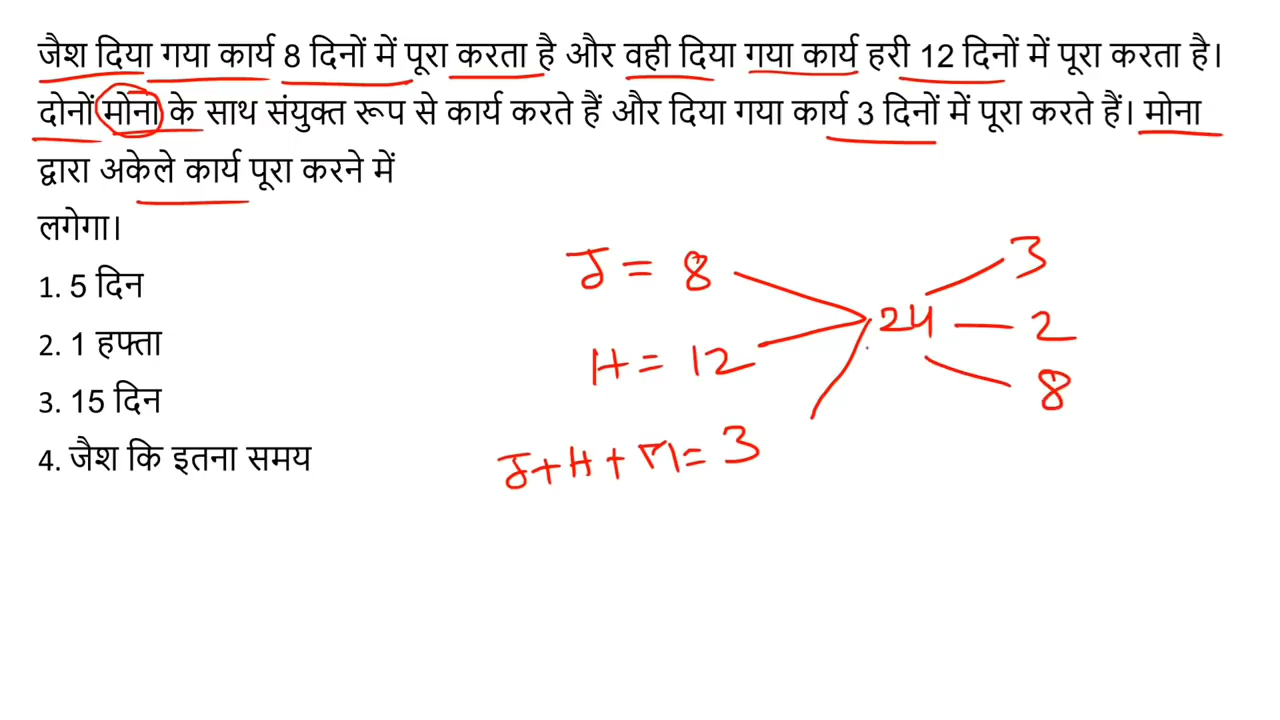 जैश दिया गया कार्य 8 दिनों में पूरा करता है और वही दिया गया कार्य हरी 12 दिनों में पूरा करता है।
दोनों मोना के साथ संयुक्त रूप से कार्य करते हैं और दिया गया कार्य 3 दिनों में पूरा करते हैं। मोना
द्वारा अकेले कार्य पूरा करने में
लगेगा।
1. 5 दिन
2. 1 हफ्ता
3. 15 दिन
4. जैश कि इतना समय
J = 8
H = 12
J+H+M= 3
24
3
2
8